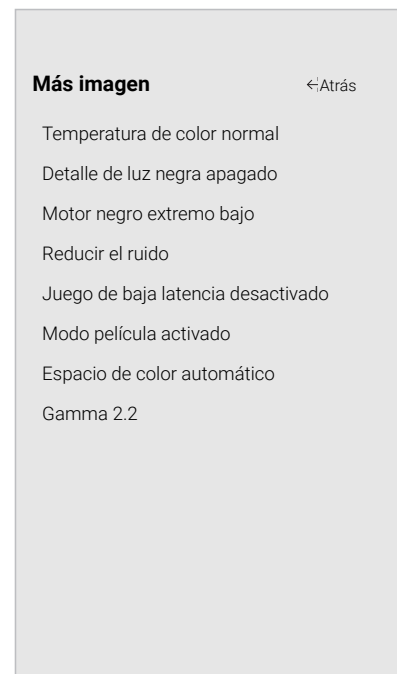 Más imagen ←Atrás
Temperatura de color normal
Detalle de luz negra apagado
Motor negro extremo bajo
Reducir el ruido
Juego de baja latencia desactivado
Modo película activado
Espacio de color automático
Gamma 2.2